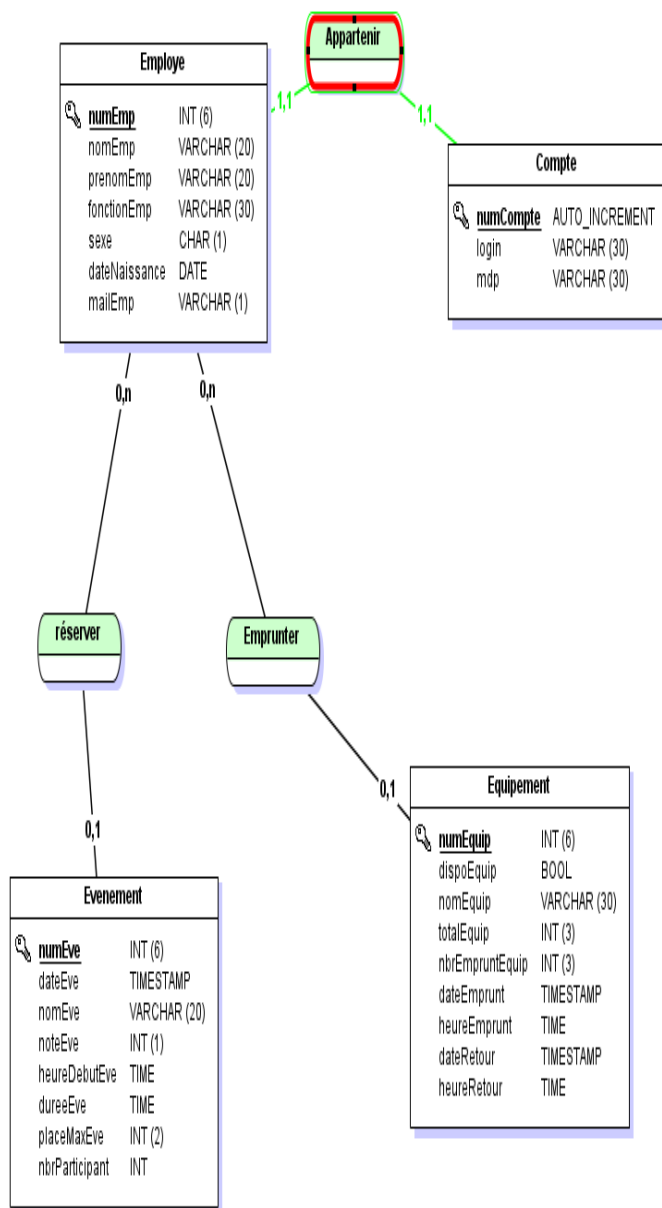 Appartenir
Employe
numEmp INT (6)
nomEmp VARCHAR (20)
prenomEmp VARCHAR (20)
fonctionEmp VARCHAR (30)
sexe CHAR (1)
dateNaissance DATE
mailEmp VARCHAR (1)
1,1
1,1
Compte
numCompte AUTO_INCREMENT
login VARCHAR (30)
mdp VARCHAR (30)
0,n
0,n
réserver
Emprunter
0,1
0,1
Equipement
numEquip INT (6)
dispoEquip BOOL
nomEquip VARCHAR (30)
totalEquip INT (3)
nbrEmpruntEquip INT (3)
dateEmprunt TIMESTAMP
heureEmprunt TIME
dateRetour TIMESTAMP
heureRetour TIME
Evenement
numEve INT (6)
dateEve TIMESTAMP
nomEve VARCHAR (20)
noteEve INT (1)
heureDebutEve TIME
dureeEve TIME
placeMaxEve INT (2)
nbrParticipant INT